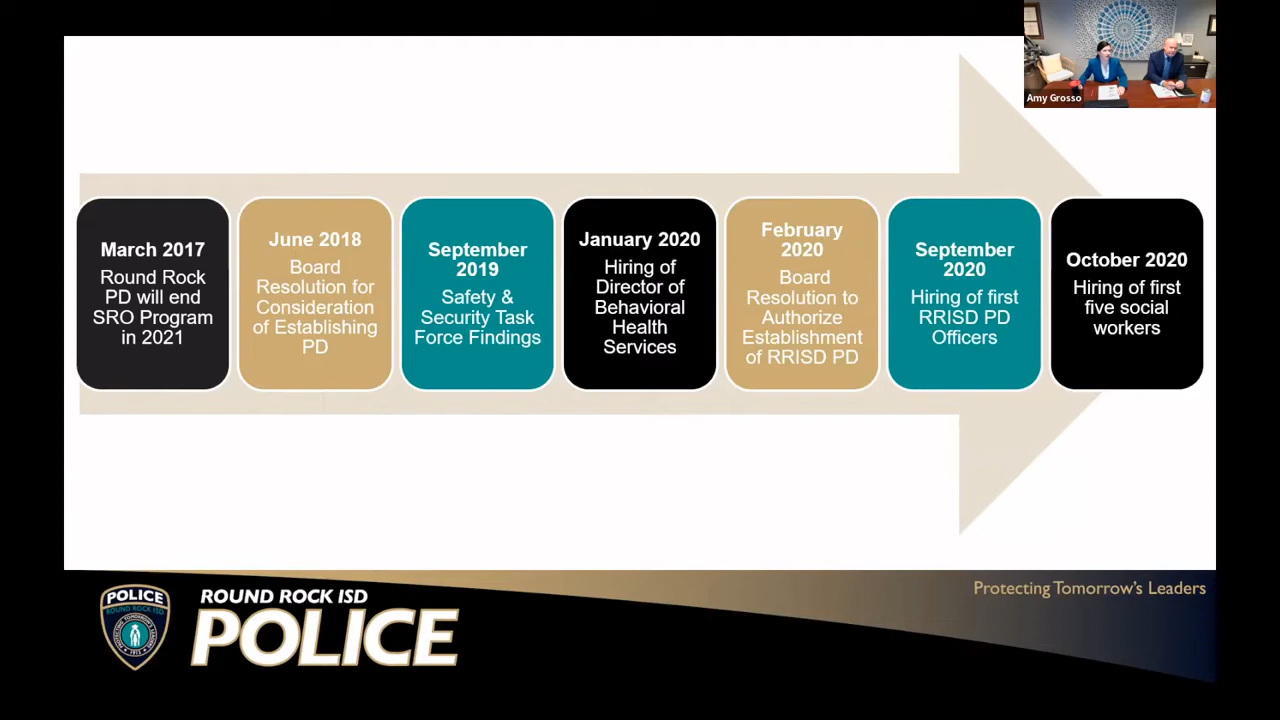 Amy Grosso
March 2017
Round Rock
PD will end
SRO Program
in 2021
June 2018
Board
Resolution for
Consideration
of Establishing
PD
September
2019
Safety &
Security Task
Force Findings
January 2020
Hiring of
Director of
Behavioral
Health
Services
February
2020
Board
Resolution to
Authorize
Establishment
of RRISD PD
September
2020
Hiring of first
RRISD PD
Officers
October 2020
Hiring of first
five social
workers
POLICE
ROUND ROCK ISD
ROUND ROCK ISD
POLICE
Protecting Tomorrow's Leaders